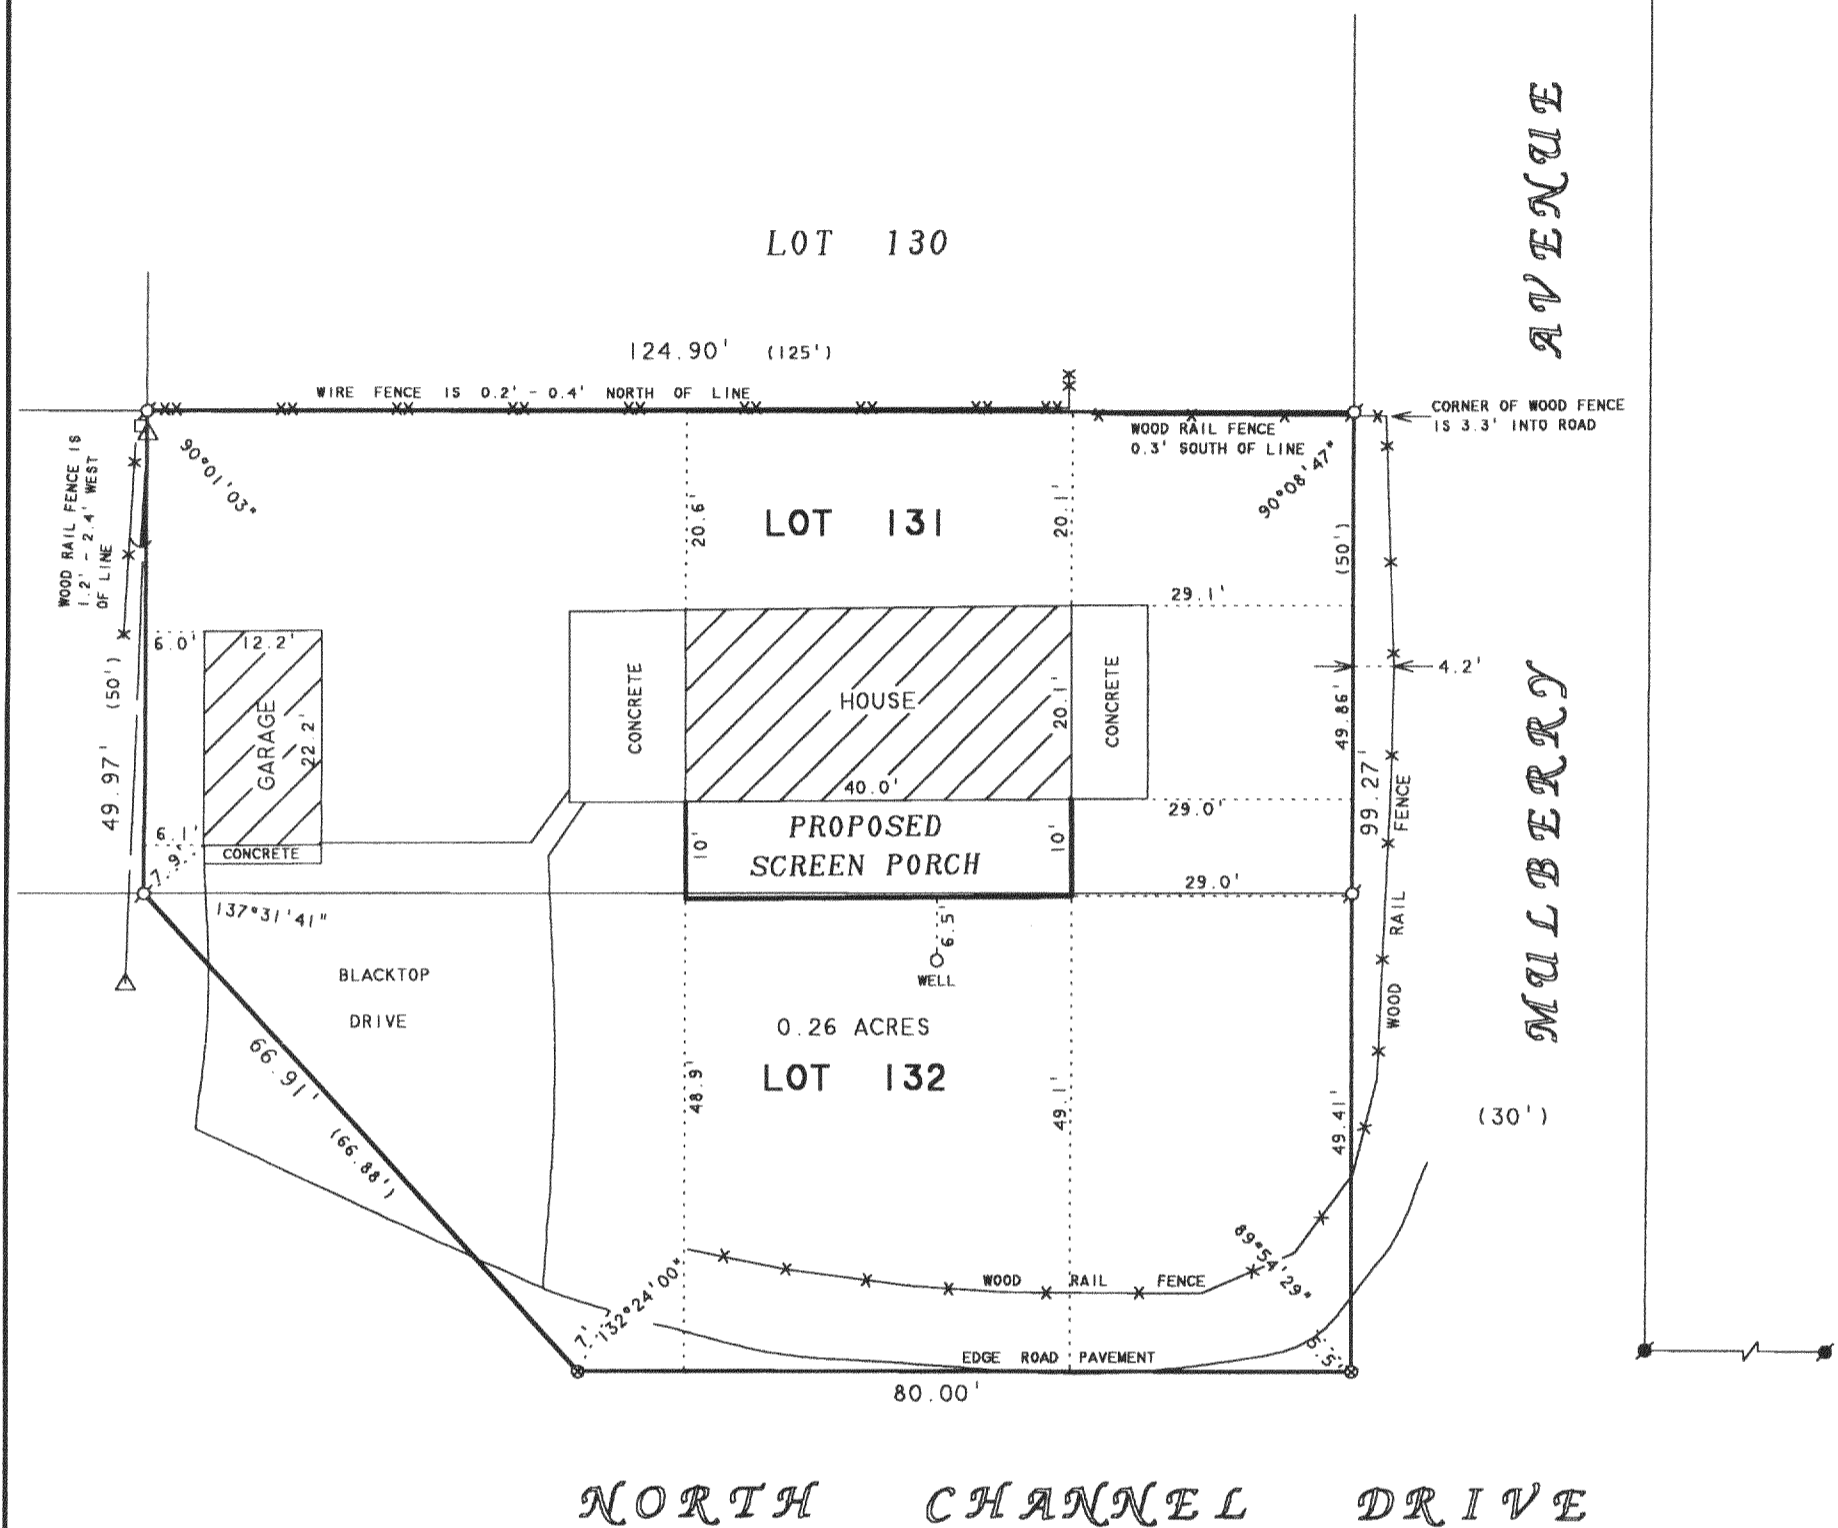 LOT 130
124.90' (125')
WIRE FENCE IS 0.2' - 0.4' NORTH OF LINE
CORNER OF WOOD FENCE
IS 3.3' INTO ROAD
WOOD RAIL FENCE
0.3' SOUTH OF LINE
WOOD RAIL FENCE IS
1.2' - 2.4' WEST
OF LINE
90°01'03"
90°08'47"
20.6'
LOT 131
20.1'
(50')
29.1'
6.0'
12.2'
GARAGE
22.2'
CONCRETE
HOUSE
20.1'
CONCRETE
40.0'
4.2'
49.86'
99.27'
49.97' (50')
29.0'
6.1'
CONCRETE
7.9'
PROPOSED
SCREEN PORCH
10'
10'
29.0'
137°31'41"
6.5'
WELL
BLACKTOP
DRIVE
0.26 ACRES
LOT 132
48.9'
49.1'
49.41'
WOOD RAIL FENCE
66.91'
(66.88')
(30')
MULBERRY AVENUE
132°24'00"
7'
WOOD RAIL FENCE
89°54'29"
5.5'
EDGE ROAD PAVEMENT
80.00'
NORTH CHANNEL DRIVE